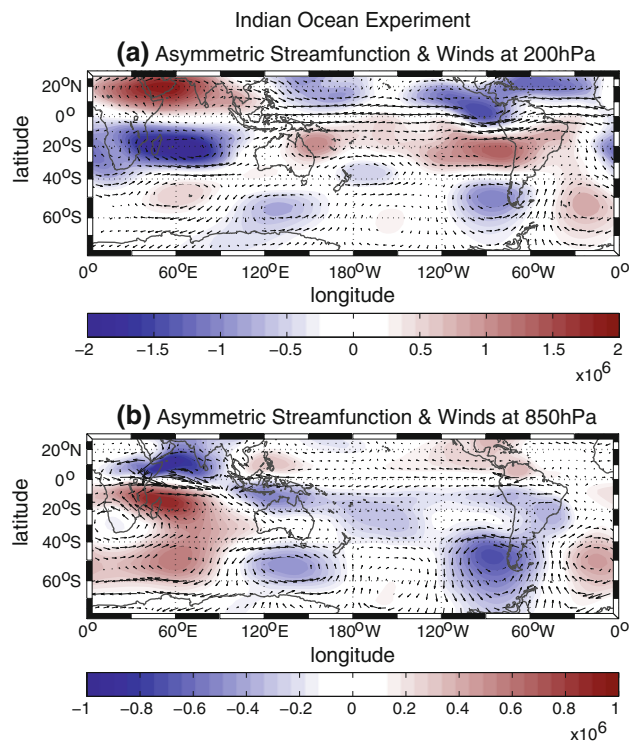 Indian Ocean Experiment
(a) Asymmetric Streamfunction & Winds at 200hPa
latitude
20°N
0°
20°S
40°S
60°S
0° 60°E 120°E 180°W 120°W 60°W 0°
longitude
−2 −1.5 −1 −0.5 0 0.5 1 1.5 2
x10^6
(b) Asymmetric Streamfunction & Winds at 850hPa
latitude
20°N
0°
20°S
40°S
60°S
0° 60°E 120°E 180°W 120°W 60°W 0°
longitude
−1 −0.8 −0.6 −0.4 −0.2 0 0.2 0.4 0.6 0.8 1
x10^6